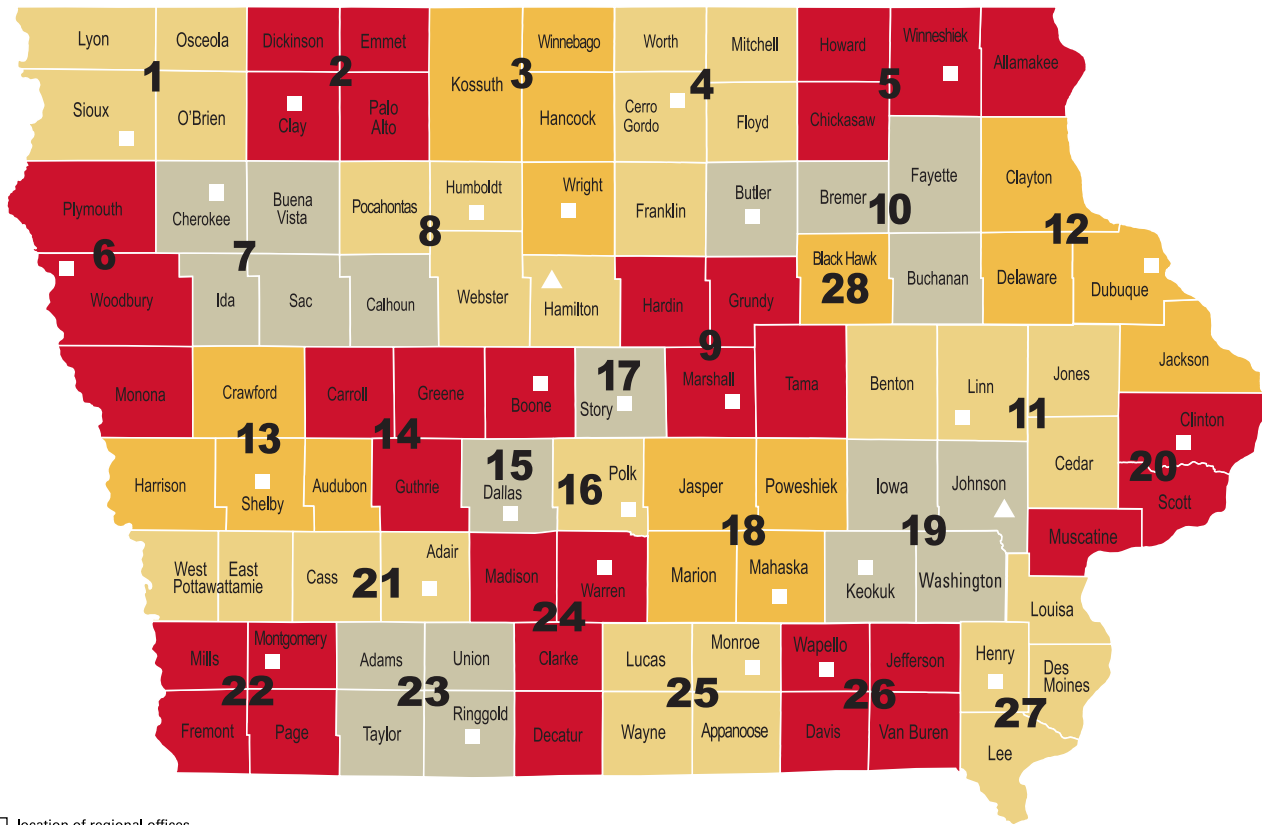 Lyon
Osceola
Dickinson
Emmet
Kossuth
Winnebago
Worth
Mitchell
Howard
Winneshiek
Allamakee
1
2
3
4
5
Sioux
O'Brien
Clay
Palo
Alto
Hancock
Cerro
Gordo
Floyd
Chickasaw
Plymouth
Cherokee
Buena
Vista
Pocahontas
Humboldt
Wright
Franklin
Butler
Bremer
Fayette
Clayton
6
7
8
10
12
Woodbury
Ida
Sac
Calhoun
Webster
Hamilton
Hardin
Grundy
Black Hawk
28
Buchanan
Delaware
Dubuque
9
Monona
Crawford
Carroll
Greene
Boone
17
Story
Marshall
Tama
Benton
Linn
Jones
Jackson
13
14
11
Clinton
20
Harrison
Shelby
Audubon
Guthrie
15
Dallas
16
Polk
Jasper
Poweshiek
Iowa
Johnson
Cedar
Scott
Muscatine
18
19
West
Pottawattamie
East
Cass
21
Adair
Madison
Warren
24
Marion
Mahaska
Keokuk
Washington
Louisa
Mills
Montgomery
Adams
Union
Clarke
Lucas
Monroe
Wapello
Jefferson
Henry
Des
Moines
22
23
25
26
27
Fremont
Page
Taylor
Ringgold
Decatur
Wayne
Appanoose
Davis
Van Buren
Lee
location of regional offices